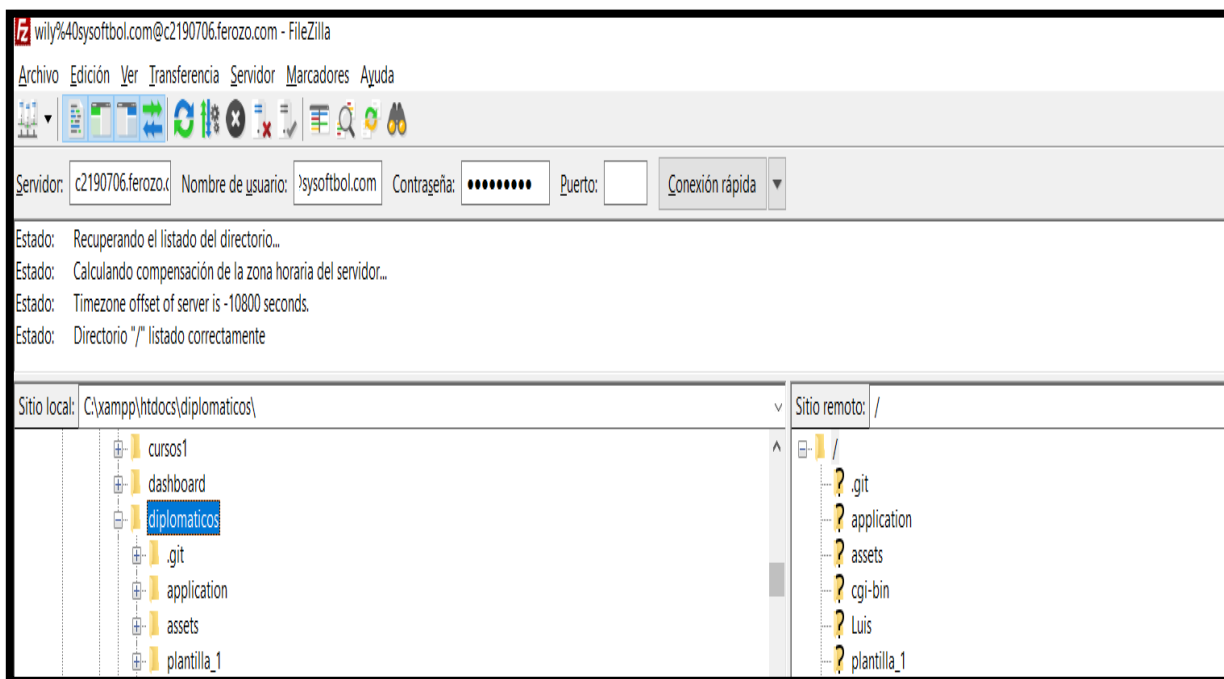 wily%40sysoftbol.com@c2190706.ferozo.com - FileZilla
Archivo Edición Ver Transferencia Servidor Marcadores Ayuda
Servidor: c2190706.ferozo.c Nombre de usuario: sysoftbol.com Contraseña: ●●●●●●●●● Puerto: Conexión rápida
Estado: Recuperando el listado del directorio...
Estado: Calculando compensación de la zona horaria del servidor...
Estado: Timezone offset of server is -10800 seconds.
Estado: Directorio "/" listado correctamente
Sitio local: C:\xampp\htdocs\diplomaticos\
cursos1
dashboard
diplomaticos
.git
application
assets
plantilla_1
Sitio remoto: /
/
.git
application
assets
cgi-bin
Luis
plantilla_1